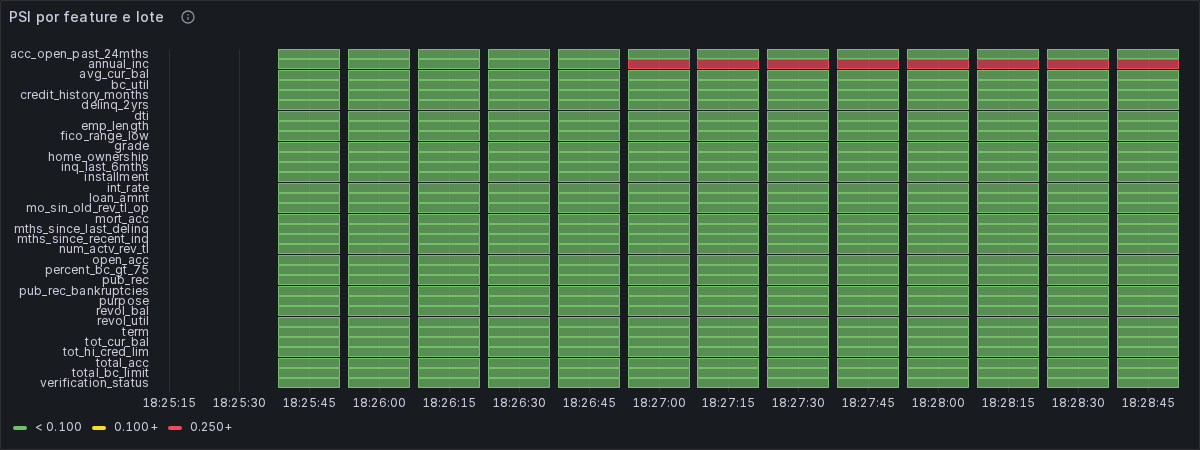 PSI por feature e lote
acc_open_past_24mths
annual_inc
avg_cur_bal
bc_util
credit_history_months
delinq_2yrs
dti
emp_length
fico_range_low
grade
home_ownership
inq_last_6mths
installment
int_rate
loan_amnt
mo_sin_old_rev_tl_op
mort_acc
mths_since_last_delinq
mths_since_recent_inq
num_actv_rev_tl
open_acc
percent_bc_gt_75
pub_rec
pub_rec_bankruptcies
purpose
revol_bal
revol_util
term
tot_cur_bal
tot_hi_cred_lim
total_acc
total_bc_limit
verification_status
18:25:15 18:25:30 18:25:45 18:26:00 18:26:15 18:26:30 18:26:45 18:27:00 18:27:15 18:27:30 18:27:45 18:28:00 18:28:15 18:28:30 18:28:45
< 0.100 0.100+ 0.250+